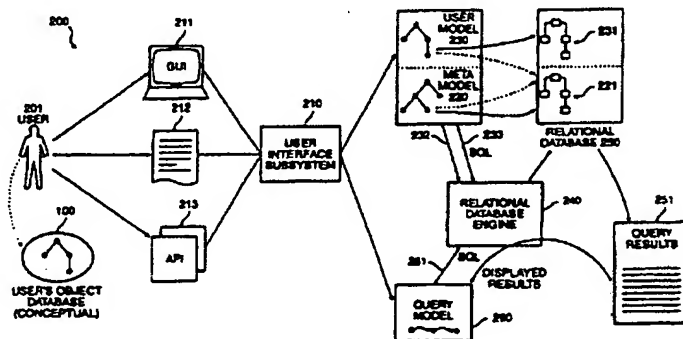 200
211
GUI
201
USER
212
213
API
100
USER'S OBJECT
DATABASE
(CONCEPTUAL)
210
USER
INTERFACE
SUBSYSTEM
USER
MODEL
230
META
MODEL
220
231
221
232
233
SQL
RELATIONAL
DATABASE 250
RELATIONAL
DATABASE
ENGINE
240
251
QUERY
RESULTS
261
SQL
DISPLAYED
RESULTS
QUERY
MODEL
260